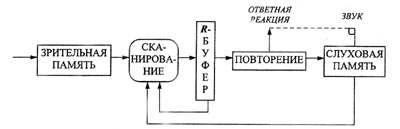 ОТВЕТНАЯ
РЕАКЦИЯ
ЗВУК
ЗРИТЕЛЬНАЯ
ПАМЯТЬ
СКА-
НИРОВА-
НИЕ
R-
БУФЕР
ПОВТОРЕНИЕ
СЛУХОВАЯ
ПАМЯТЬ